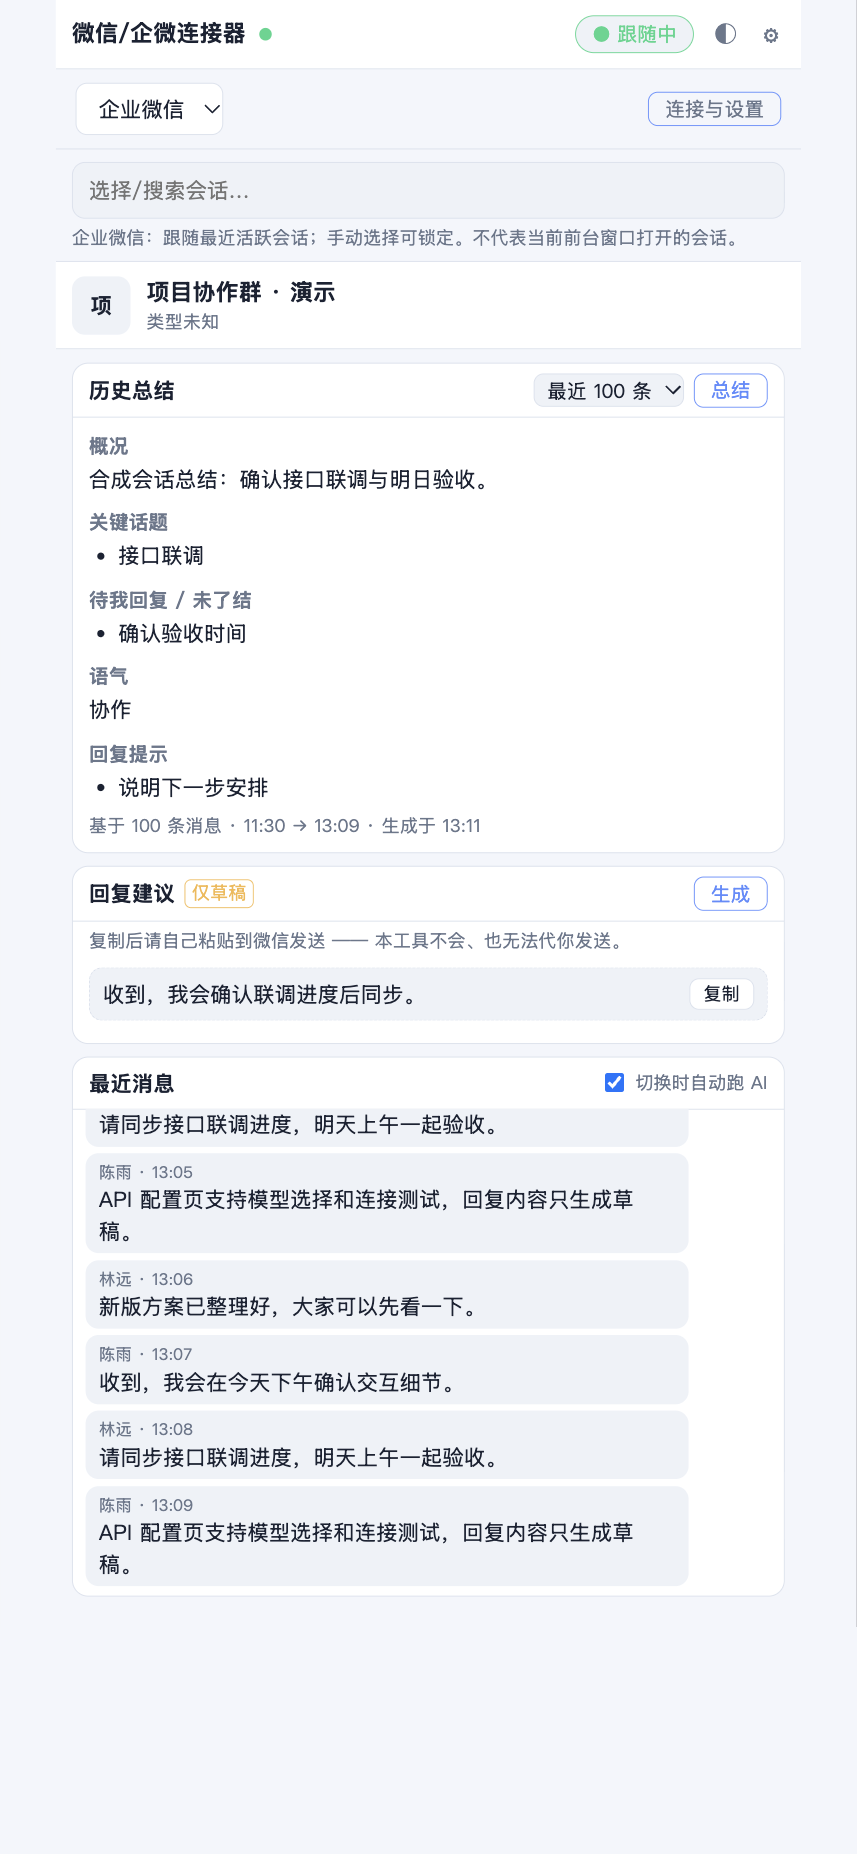 微信/企微连接器
跟随中
企业微信
连接与设置
选择/搜索会话...
企业微信：跟随最近活跃会话；手动选择可锁定。不代表当前前台窗口打开的会话。
项
项目协作群 · 演示
类型未知
历史总结
最近 100 条
总结
概况
合成会话总结：确认接口联调与明日验收。
关键话题
• 接口联调
待我回复 / 未了结
• 确认验收时间
语气
协作
回复提示
• 说明下一步安排
基于 100 条消息 · 11:30 → 13:09 · 生成于 13:11
回复建议
仅草稿
生成
复制后请自己粘贴到微信发送 —— 本工具不会、也无法代你发送。
收到，我会确认联调进度后同步。
复制
最近消息
切换时自动跑 AI
请同步接口联调进度，明天上午一起验收。
陈雨 · 13:05
API 配置页支持模型选择和连接测试，回复内容只生成草
稿。
林远 · 13:06
新版方案已整理好，大家可以先看一下。
陈雨 · 13:07
收到，我会在今天下午确认交互细节。
林远 · 13:08
请同步接口联调进度，明天上午一起验收。
陈雨 · 13:09
API 配置页支持模型选择和连接测试，回复内容只生成草
稿。